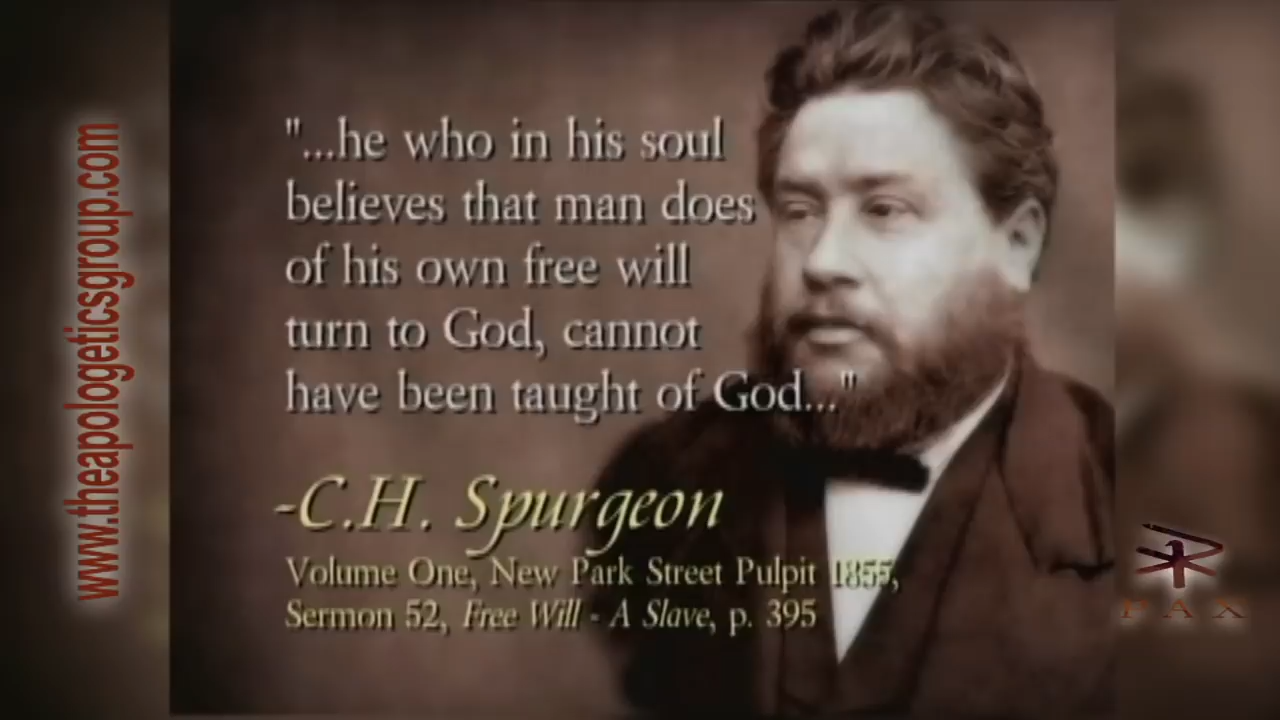 www.theapologeticsgroup.com
"...he who in his soul
believes that man does
of his own free will
turn to God, cannot
have been taught of God..."
-C.H. Spurgeon
Volume One, New Park Street Pulpit 1855,
Sermon 52, Free Will - A Slave, p. 395
PAX